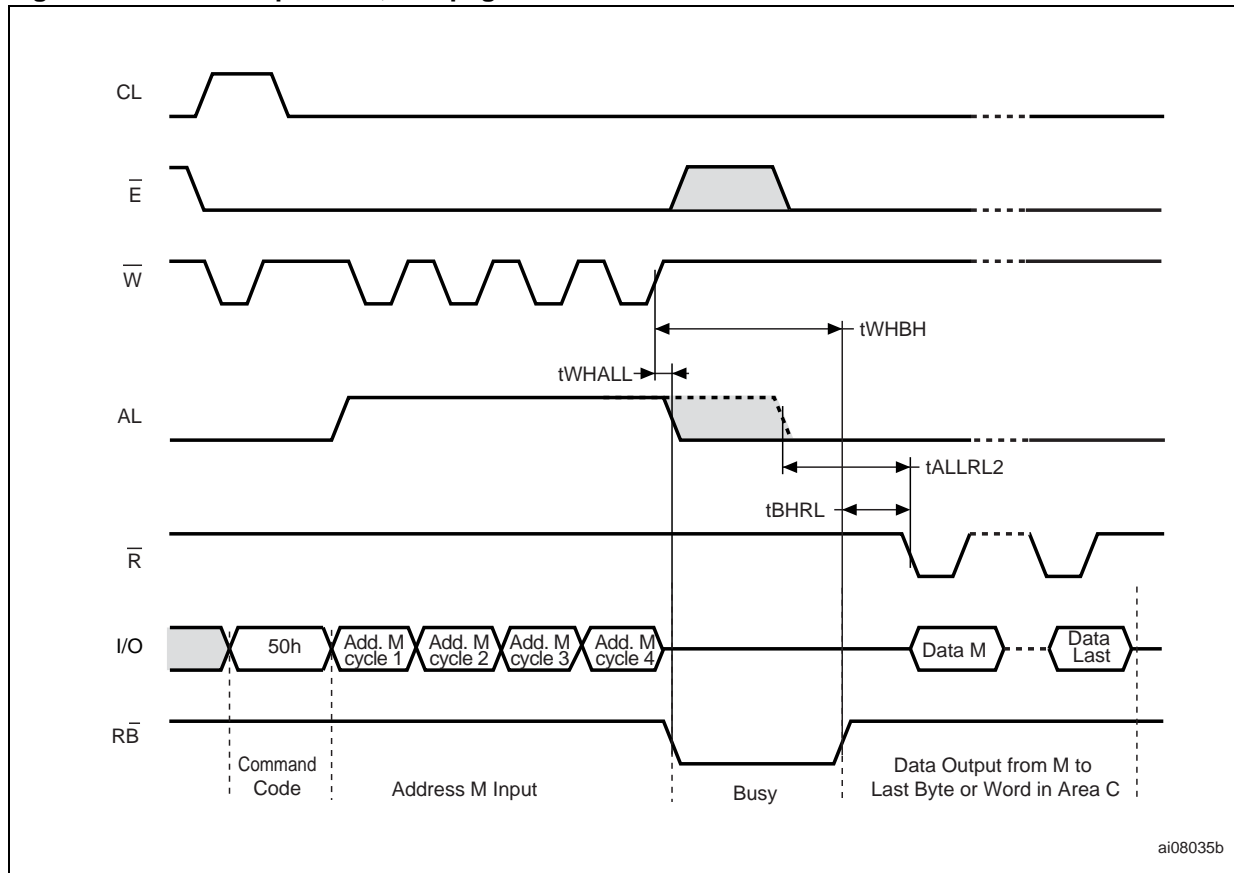 CL
E
W
tWHBH
tWHALL
AL
tALLRL2
tBHRL
R
I/O
50h
Add. M
cycle 1
Add. M
cycle 2
Add. M
cycle 3
Add. M
cycle 4
Data M
Data
Last
RB
Command
Code
Address M Input
Busy
Data Output from M to
Last Byte or Word in Area C
ai08035b